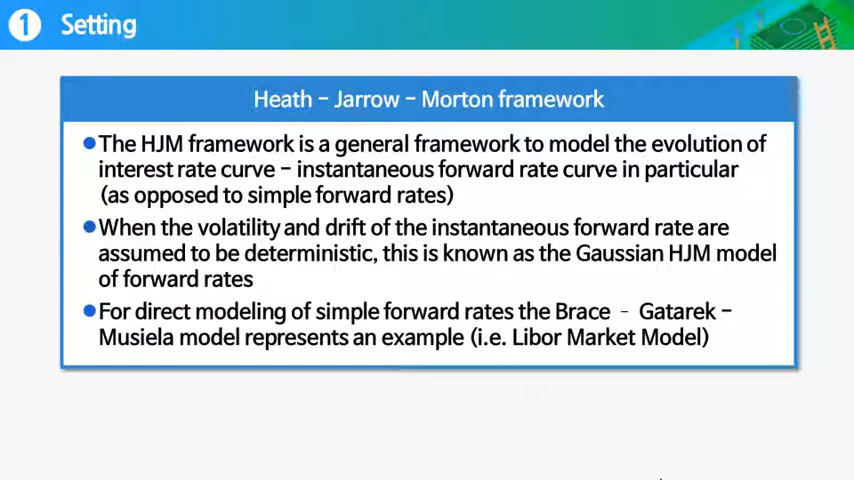 1 Setting
Heath - Jarrow - Morton framework
●The HJM framework is a general framework to model the evolution of
interest rate curve - instantaneous forward rate curve in particular
(as opposed to simple forward rates)
●When the volatility and drift of the instantaneous forward rate are
assumed to be deterministic, this is known as the Gaussian HJM model
of forward rates
●For direct modeling of simple forward rates the Brace - Gatarek -
Musiela model represents an example (i.e. Libor Market Model)